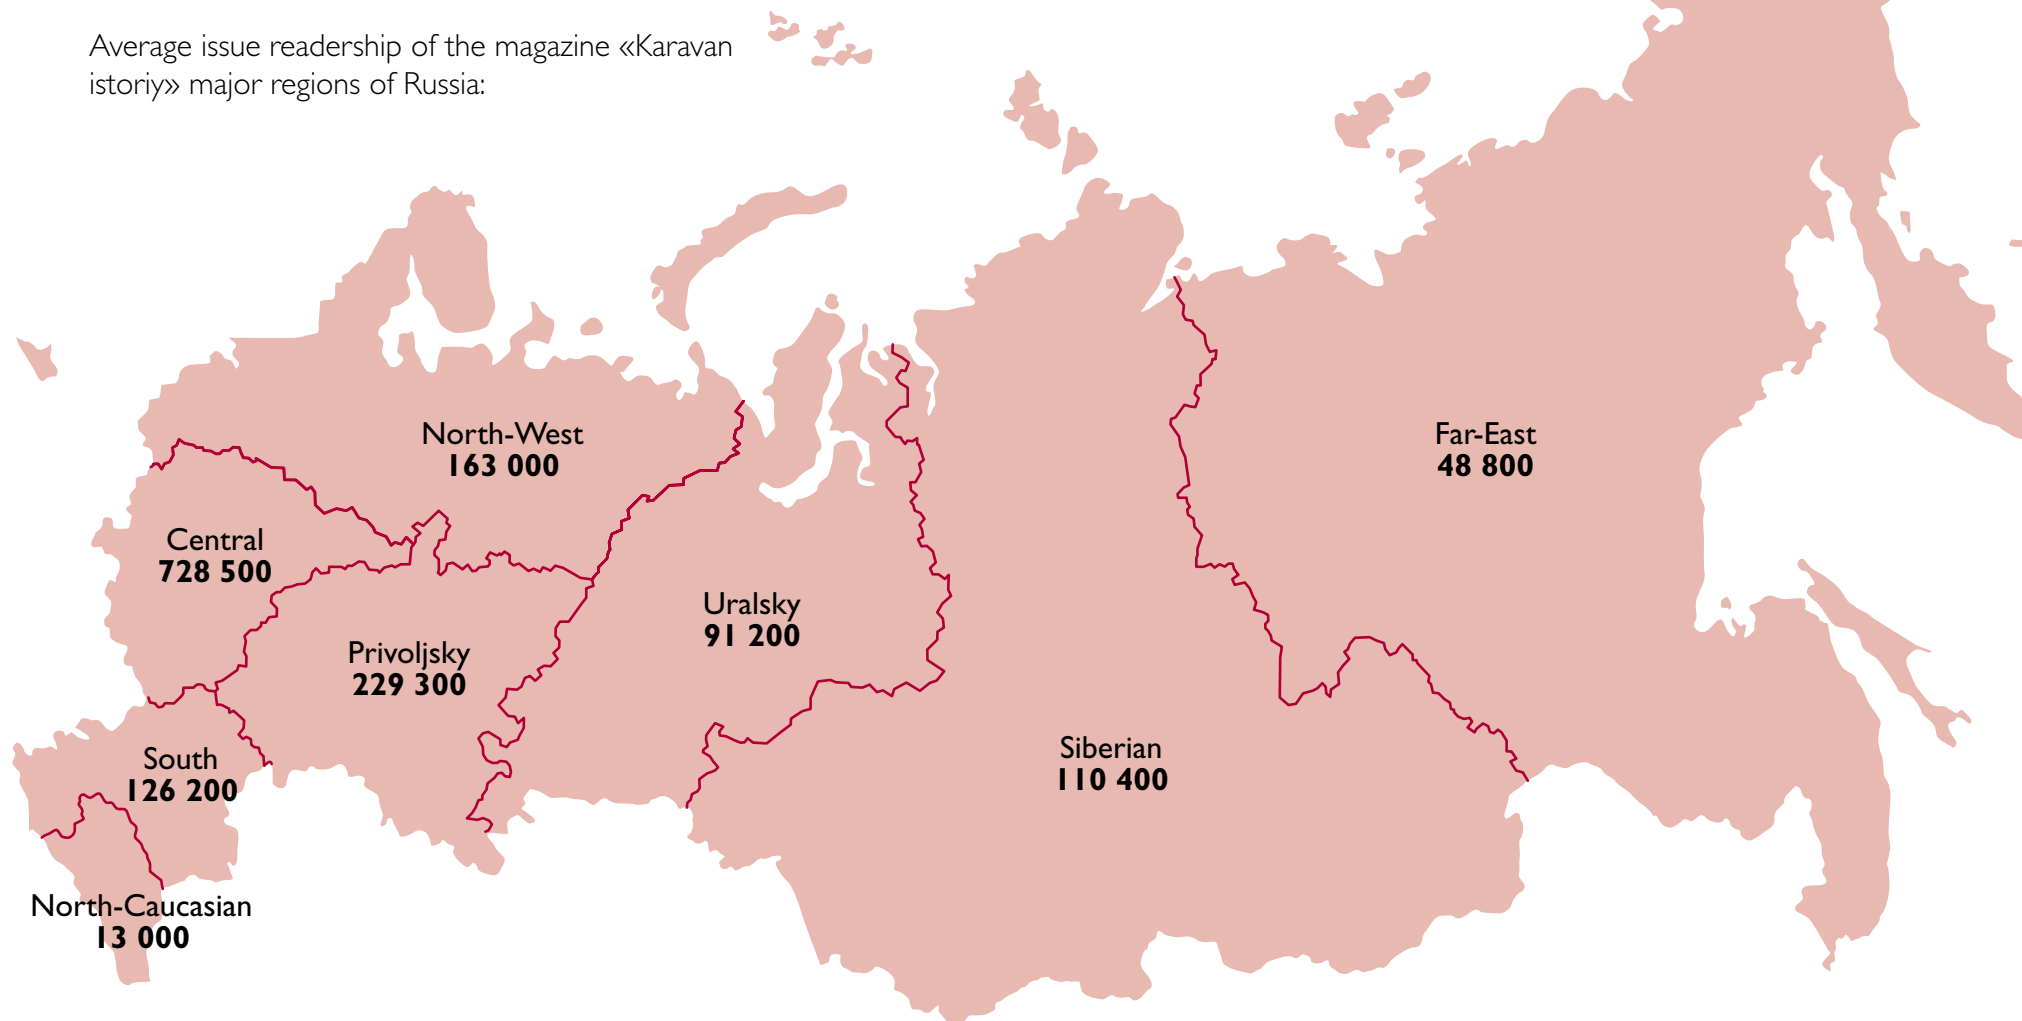 Average issue readership of the magazine «Karavan
istoriy» major regions of Russia:
North-West
163 000
Far-East
48 800
Central
728 500
Uralsky
91 200
Privoljsky
229 300
Siberian
110 400
South
126 200
North-Caucasian
13 000